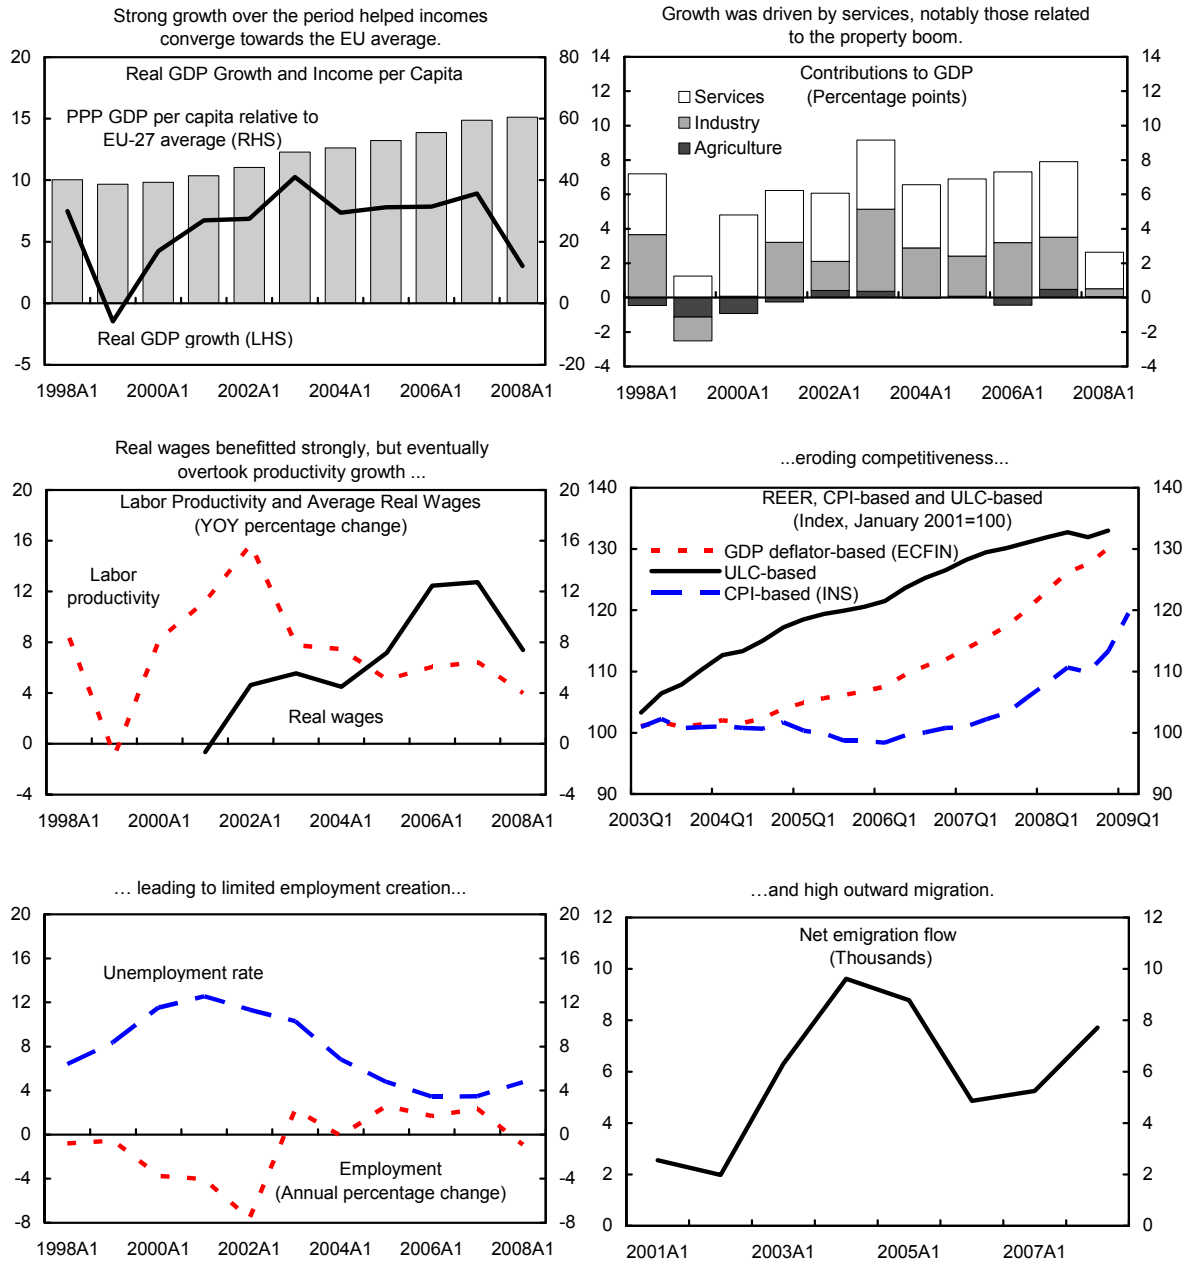 Strong growth over the period helped incomes
converge towards the EU average.
20
80
Real GDP Growth and Income per Capita
PPP GDP per capita relative to
EU-27 average (RHS)
15
60
10
40
5
20
0
0
Real GDP growth (LHS)
-5
-20
1998A1 2000A1 2002A1 2004A1 2006A1 2008A1
Growth was driven by services, notably those related
to the property boom.
14
14
Contributions to GDP
(Percentage points)
12
12
Services
Industry
Agriculture
10
10
8
8
6
6
4
4
2
2
0
0
-2
-2
-4
-4
1998A1 2000A1 2002A1 2004A1 2006A1 2008A1
Real wages benefitted strongly, but eventually
overtook productivity growth ...
20
20
Labor Productivity and Average Real Wages
(YOY percentage change)
16
16
Labor
productivity
12
12
8
8
4
4
Real wages
0
0
-4
-4
1998A1 2000A1 2002A1 2004A1 2006A1 2008A1
...eroding competitiveness...
140
140
REER, CPI-based and ULC-based
(Index, January 2001=100)
GDP deflator-based (ECFIN)
ULC-based
CPI-based (INS)
130
130
120
120
110
110
100
100
90
90
2003Q1 2004Q1 2005Q1 2006Q1 2007Q1 2008Q1 2009Q1
... leading to limited employment creation...
20
20
16
16
Unemployment rate
12
12
8
8
4
4
0
0
Employment
(Annual percentage change)
-4
-4
-8
-8
1998A1 2000A1 2002A1 2004A1 2006A1 2008A1
...and high outward migration.
12
12
Net emigration flow
(Thousands)
10
10
8
8
6
6
4
4
2
2
0
0
2001A1 2003A1 2005A1 2007A1